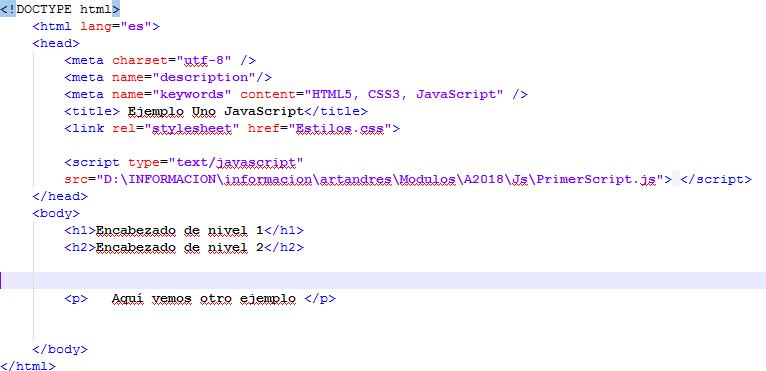 <!DOCTYPE html>
<html lang="es">
<head>
<meta charset="utf-8" />
<meta name="description"/>
<meta name="keywords" content="HTML5, CSS3, JavaScript" />
<title> Ejemplo Uno JavaScript</title>
<link rel="stylesheet" href="Estilos.css">
<script type="text/javascript"
src="D:\INFORMACION\informacion\artandres\Modulos\A2018\Js\PrimerScript.js"> </script>
</head>
<body>
<h1>Encabezado de nivel 1</h1>
<h2>Encabezado de nivel 2</h2>
<p>   Aquí vemos otro ejemplo </p>
</body>
</html>